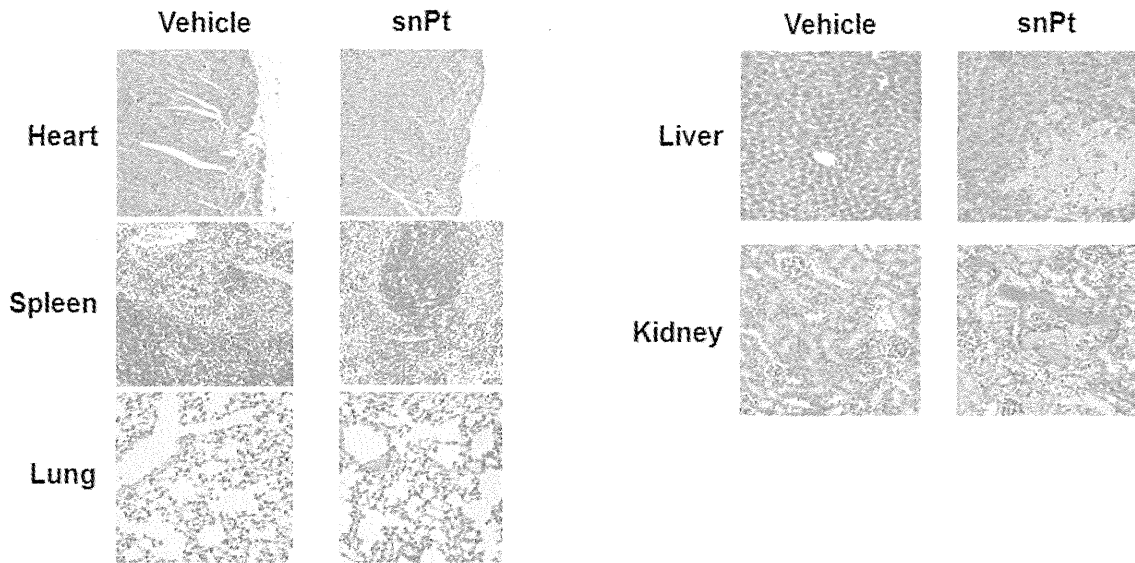 Vehicle snPt
Heart
Spleen
Lung
Vehicle snPt
Liver
Kidney